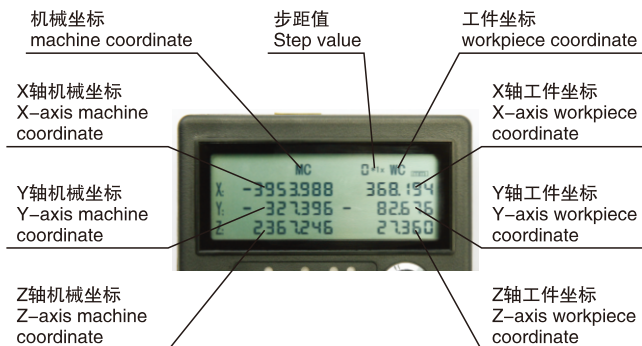 机械坐标
machine coordinate
步距值
Step value
工件坐标
workpiece coordinate
X轴机械坐标
X-axis machine
coordinate
X轴工件坐标
X-axis workpiece
coordinate
MC
WC
X: -3953.988 368.194
Y轴机械坐标
Y-axis machine
coordinate
Y轴工件坐标
Y-axis workpiece
coordinate
Y: - 327.396 - 82.636
Z: 2367.246 27.360
Z轴机械坐标
Z-axis machine
coordinate
Z轴工件坐标
Z-axis workpiece
coordinate